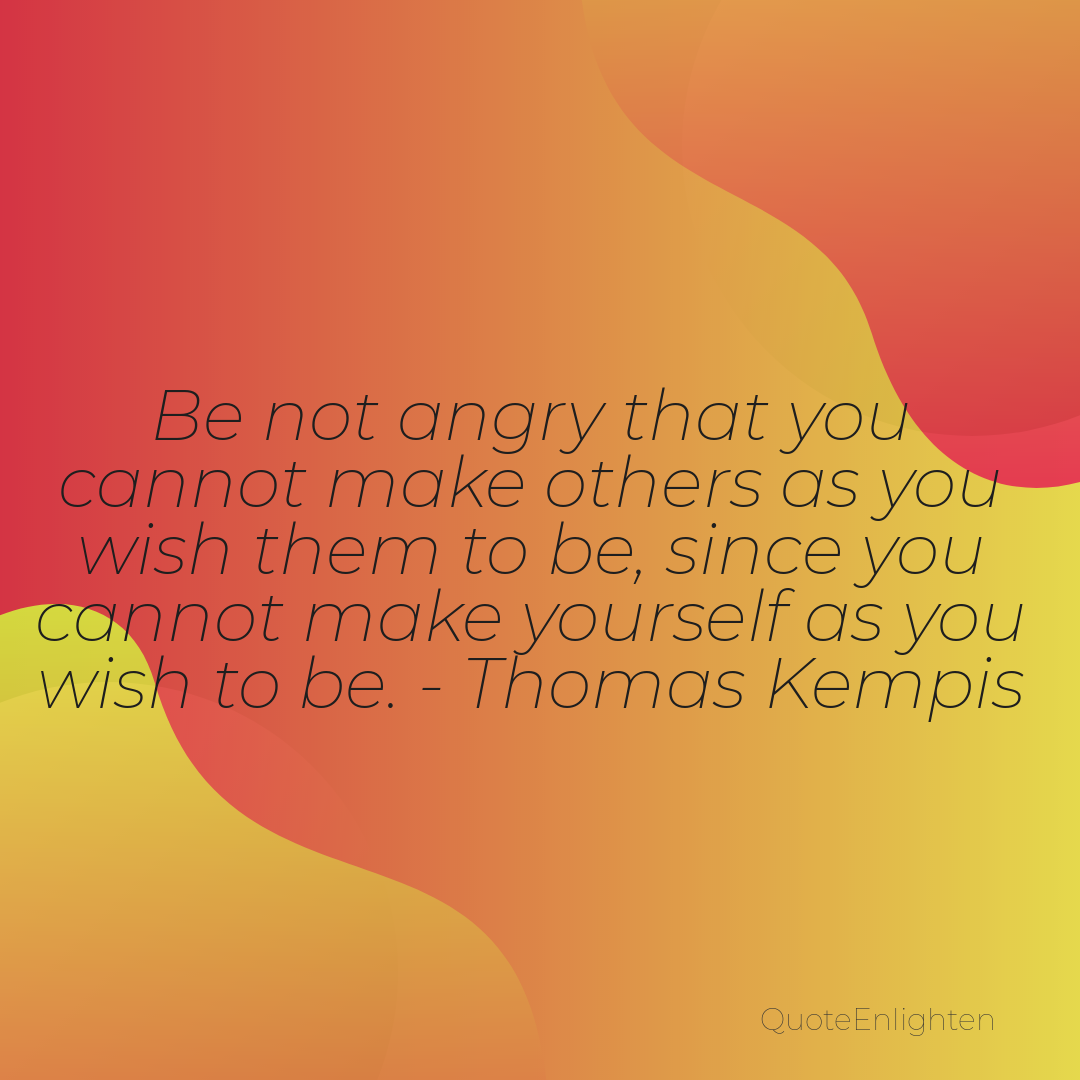 Be not angry that you
cannot make others as you
wish them to be, since you
cannot make yourself as you
wish to be. - Thomas Kempis
QuoteEnlighten